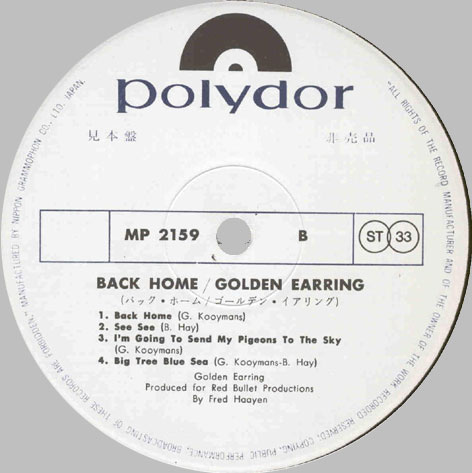 polydor
見本盤
非売品
MP 2159
B
ST 33
BACK HOME / GOLDEN EARRING
(バック・ホーム/ゴールデン・イアリング)
1. Back Home (G. Kooymans)
2. See See (B. Hay)
3. I'm Going To Send My Pigeons To The Sky
(G. Kooymans)
4. Big Tree Blue Sea (G. Kooymans-B. Hay)
Golden Earring
Produced for Red Bullet Productions
By Fred Haayen
"ALL RIGHTS OF THE RECORD MANUFACTURER AND OF THE OWNER OF THE WORK RECORDED RESERVED. COPYING, PUBLIC PERFORMANCE, BROADCASTING OF THESE RECORDS ARE FORBIDDEN." MANUFACTURED BY NIPPON GRAMMOPHON CO., LTD. JAPAN.